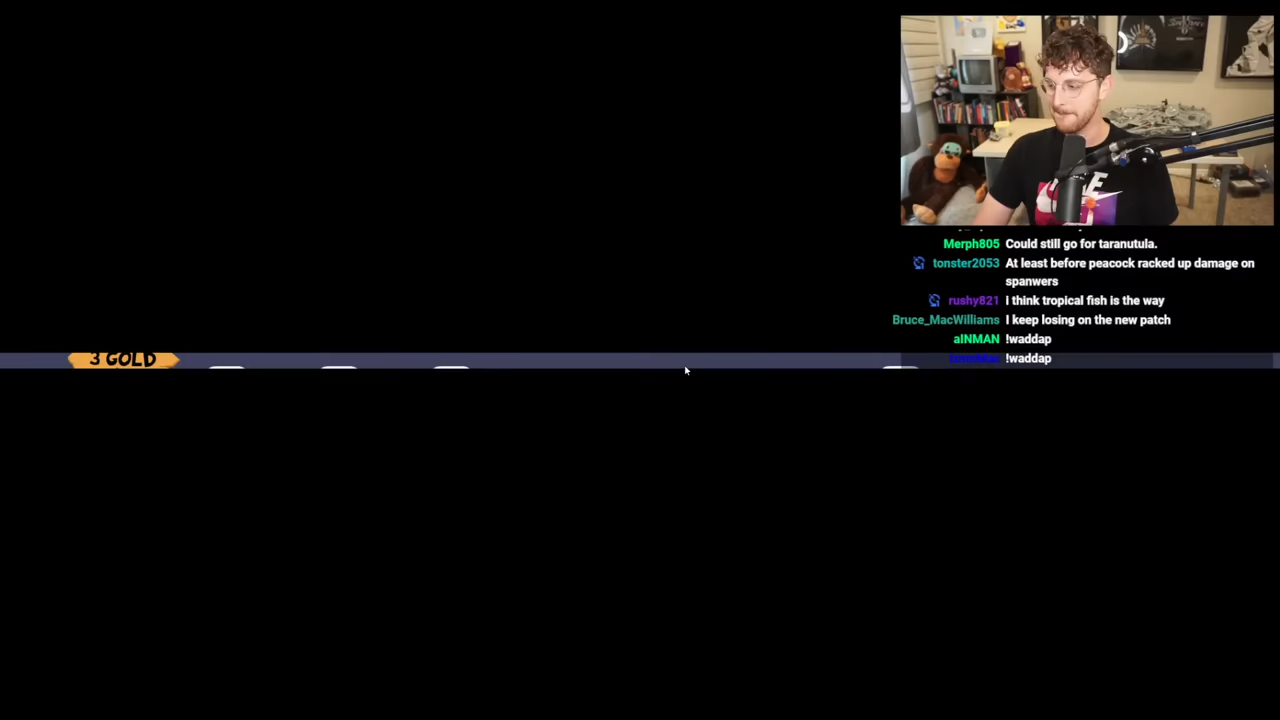 Merph805 Could still go for taranutula.
tonster2053 At least before peacock racked up damage on
spanwers
rushy821 I think tropical fish is the way
Bruce_MacWilliams I keep losing on the new patch
aINMAN !waddap
!waddap
3 GOLD